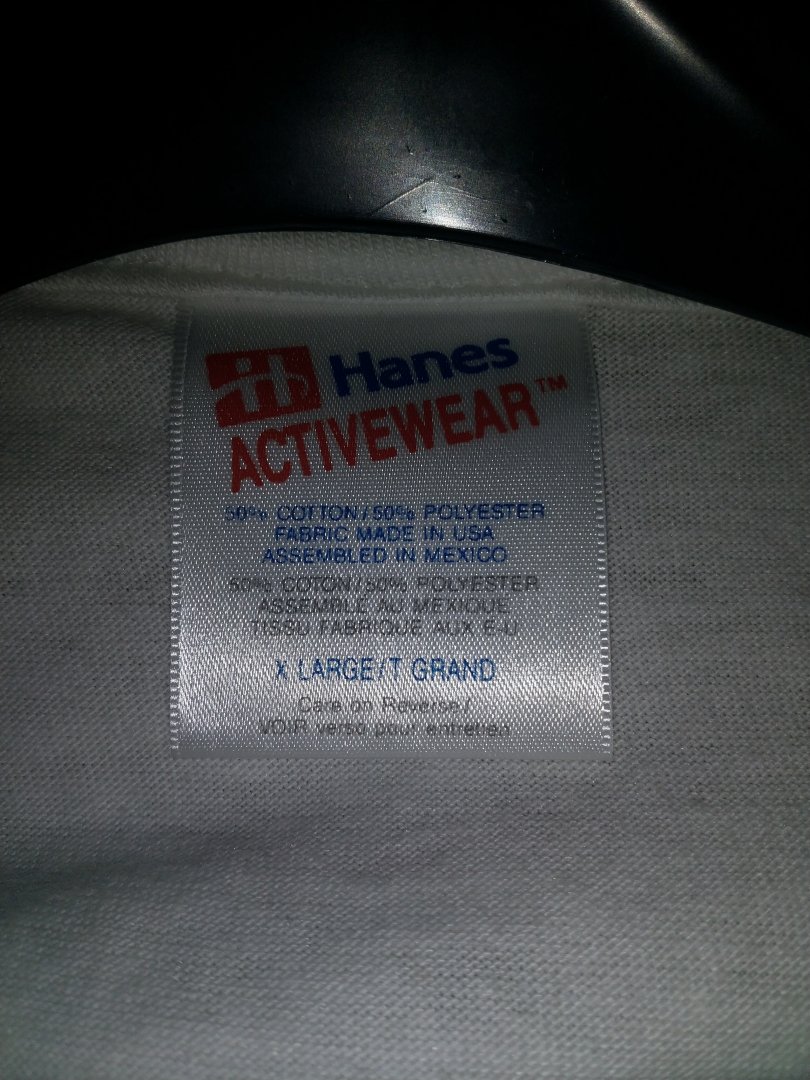 Hanes
ACTIVEWEAR™
50% COTTON/50% POLYESTER
FABRIC MADE IN USA
ASSEMBLED IN MEXICO
50% COTON/50% POLYESTER
ASSEMBLE AU MEXIQUE
TISSU FABRIQUE AUX E-U
X LARGE/T GRAND
Care on Reverse/
VOIR verso pour entretien